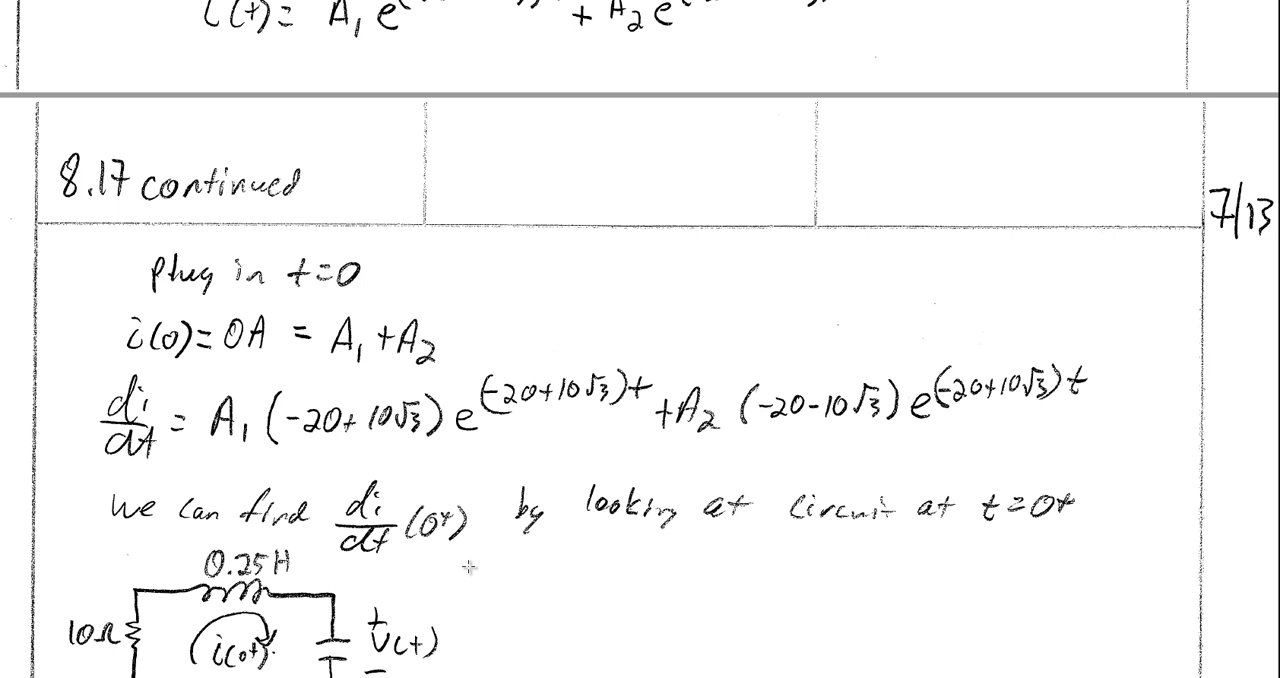 i(t) = A₁ e + A₂ e
8.17 continued
7/13
plug in t=0
i(0) = 0A = A₁ + A₂
di/dt = A₁ (-20+10√3) e^(-20+10√3)t + A₂ (-20-10√3) e^(-20+10√3)t
we can find di/dt (0+) by looking at circuit at t=0+
0.25H
10Ω
i(0+)
+
v(t)
-